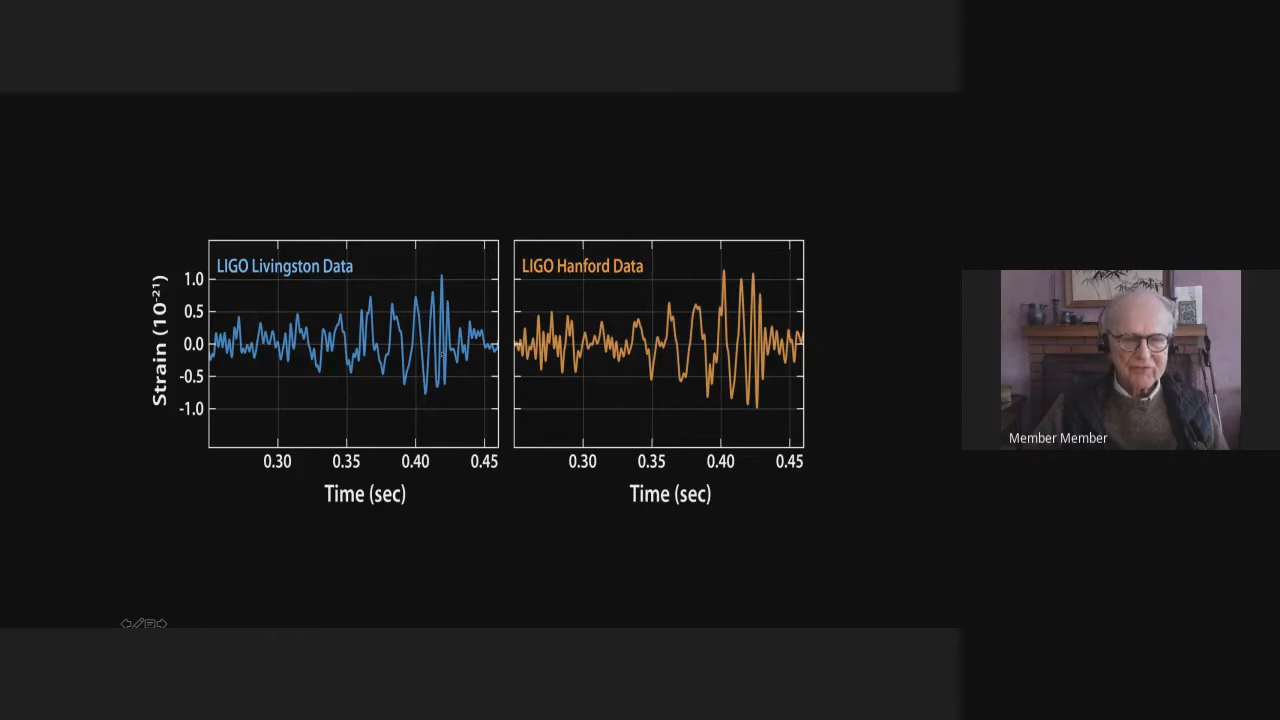 LIGO Livingston Data
LIGO Hanford Data
Strain (10⁻²¹)
1.0
0.5
0.0
-0.5
-1.0
0.30 0.35 0.40 0.45
0.30 0.35 0.40 0.45
Time (sec)
Time (sec)
Member Member